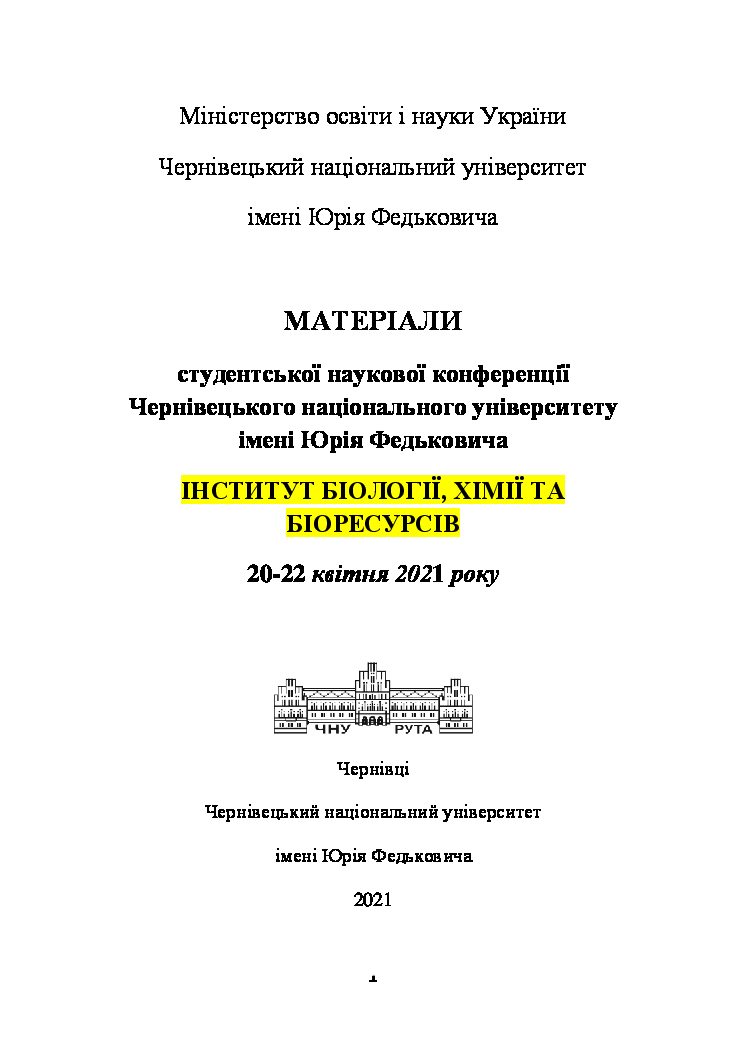 Міністерство освіти і науки України
Чернівецький національний університет
імені Юрія Федьковича
МАТЕРІАЛИ
студентської наукової конференції
Чернівецького національного університету
імені Юрія Федьковича
ІНСТИТУТ БІОЛОГІЇ, ХІМІЇ ТА
БІОРЕСУРСІВ
20-22 квітня 2021 року
ЧНУ РУТА
Чернівці
Чернівецький національний університет
імені Юрія Федьковича
2021
1